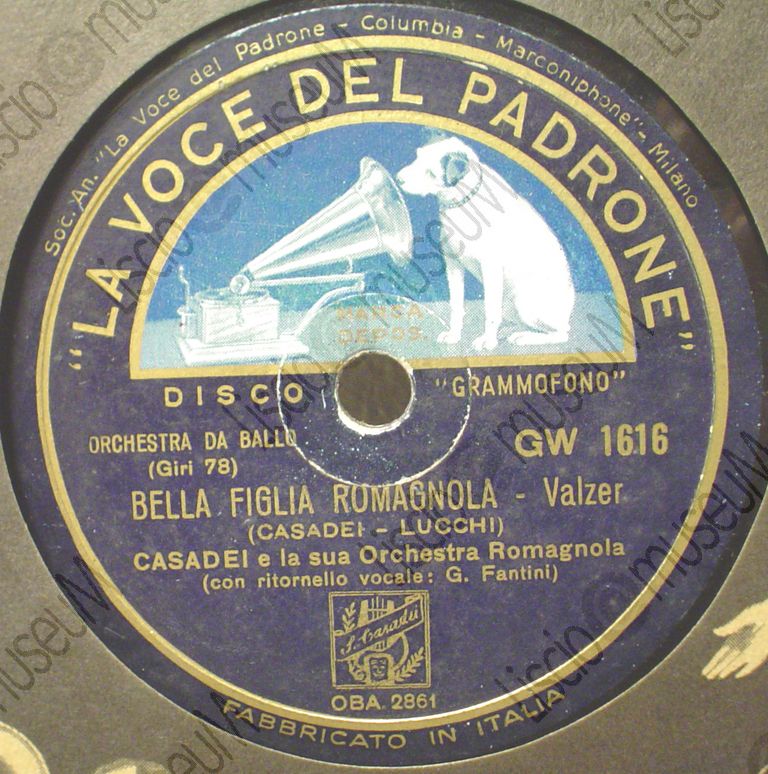 Soc. An. "La Voce del Padrone - Columbia - Marconiphone" - Milano
"LA VOCE DEL PADRONE"
MARCA
DEPOS.
DISCO "GRAMMOFONO"
ORCHESTRA DA BALLO GW 1616
(Giri 78)
BELLA FIGLIA ROMAGNOLA - Valzer
(CASADEI - LUCCHI)
CASADEI e la sua Orchestra Romagnola
(con ritornello vocale: G. Fantini)
S. Casadei
OBA. 2861
FABBRICATO IN ITALIA
Liscio@museuM